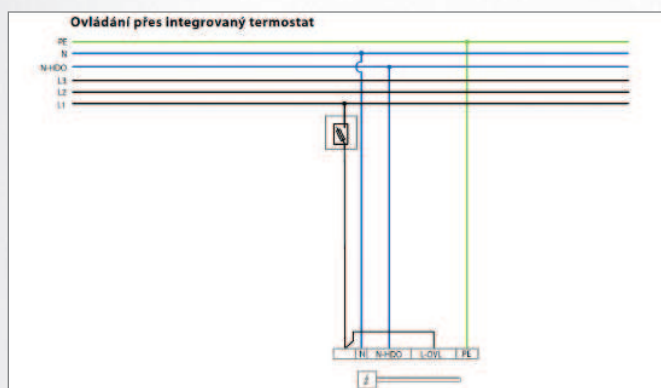 Ovládání přes integrovaný termostat
PE
N
N-HDO
L3
L2
L1
N N-HDO L-OVL PE